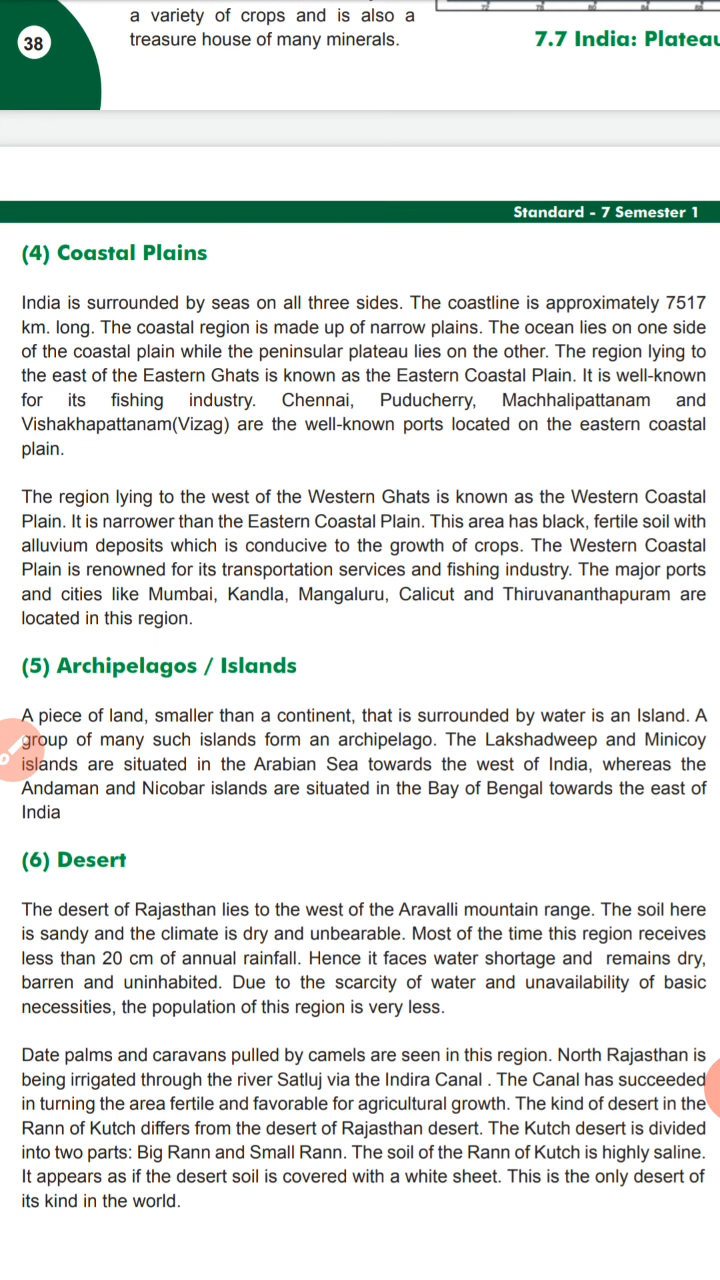 a variety of crops and is also a
treasure house of many minerals.
38
7.7 India: Plateau
Standard - 7 Semester 1
(4) Coastal Plains
India is surrounded by seas on all three sides. The coastline is approximately 7517
km. long. The coastal region is made up of narrow plains. The ocean lies on one side
of the coastal plain while the peninsular plateau lies on the other. The region lying to
the east of the Eastern Ghats is known as the Eastern Coastal Plain. It is well-known
for its fishing industry. Chennai, Puducherry, Machhalipattanam and
Vishakhapattanam(Vizag) are the well-known ports located on the eastern coastal
plain.
The region lying to the west of the Western Ghats is known as the Western Coastal
Plain. It is narrower than the Eastern Coastal Plain. This area has black, fertile soil with
alluvium deposits which is conducive to the growth of crops. The Western Coastal
Plain is renowned for its transportation services and fishing industry. The major ports
and cities like Mumbai, Kandla, Mangaluru, Calicut and Thiruvananthapuram are
located in this region.
(5) Archipelagos / Islands
A piece of land, smaller than a continent, that is surrounded by water is an Island. A
group of many such islands form an archipelago. The Lakshadweep and Minicoy
islands are situated in the Arabian Sea towards the west of India, whereas the
Andaman and Nicobar islands are situated in the Bay of Bengal towards the east of
India
(6) Desert
The desert of Rajasthan lies to the west of the Aravalli mountain range. The soil here
is sandy and the climate is dry and unbearable. Most of the time this region receives
less than 20 cm of annual rainfall. Hence it faces water shortage and remains dry,
barren and uninhabited. Due to the scarcity of water and unavailability of basic
necessities, the population of this region is very less.
Date palms and caravans pulled by camels are seen in this region. North Rajasthan is
being irrigated through the river Satluj via the Indira Canal . The Canal has succeeded
in turning the area fertile and favorable for agricultural growth. The kind of desert in the
Rann of Kutch differs from the desert of Rajasthan desert. The Kutch desert is divided
into two parts: Big Rann and Small Rann. The soil of the Rann of Kutch is highly saline.
It appears as if the desert soil is covered with a white sheet. This is the only desert of
its kind in the world.